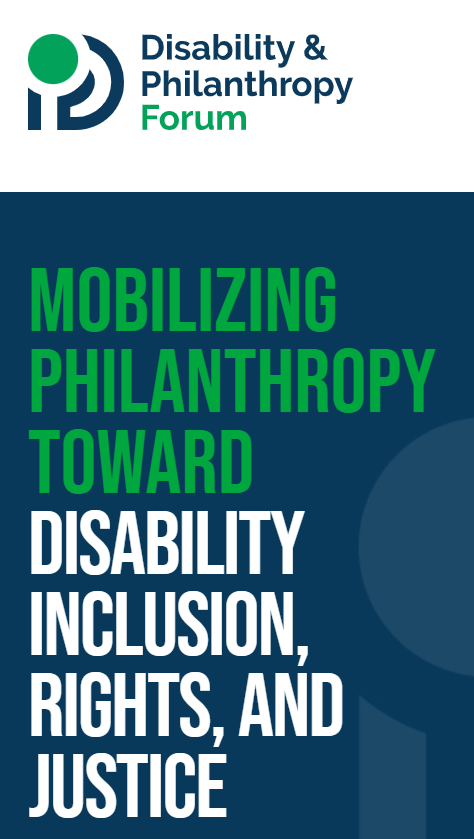 Disability &
Philanthropy
Forum
MOBILIZING
PHILANTHROPY
TOWARD
DISABILITY
INCLUSION,
RIGHTS, AND
JUSTICE